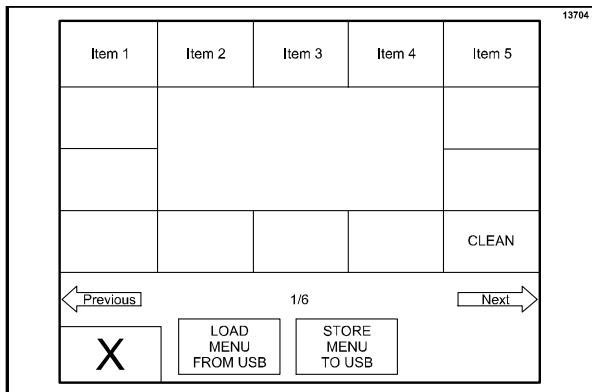 13704
Item 1 Item 2 Item 3 Item 4 Item 5
CLEAN
Previous 1/6 Next
X
LOAD
MENU
FROM USB
STORE
MENU
TO USB